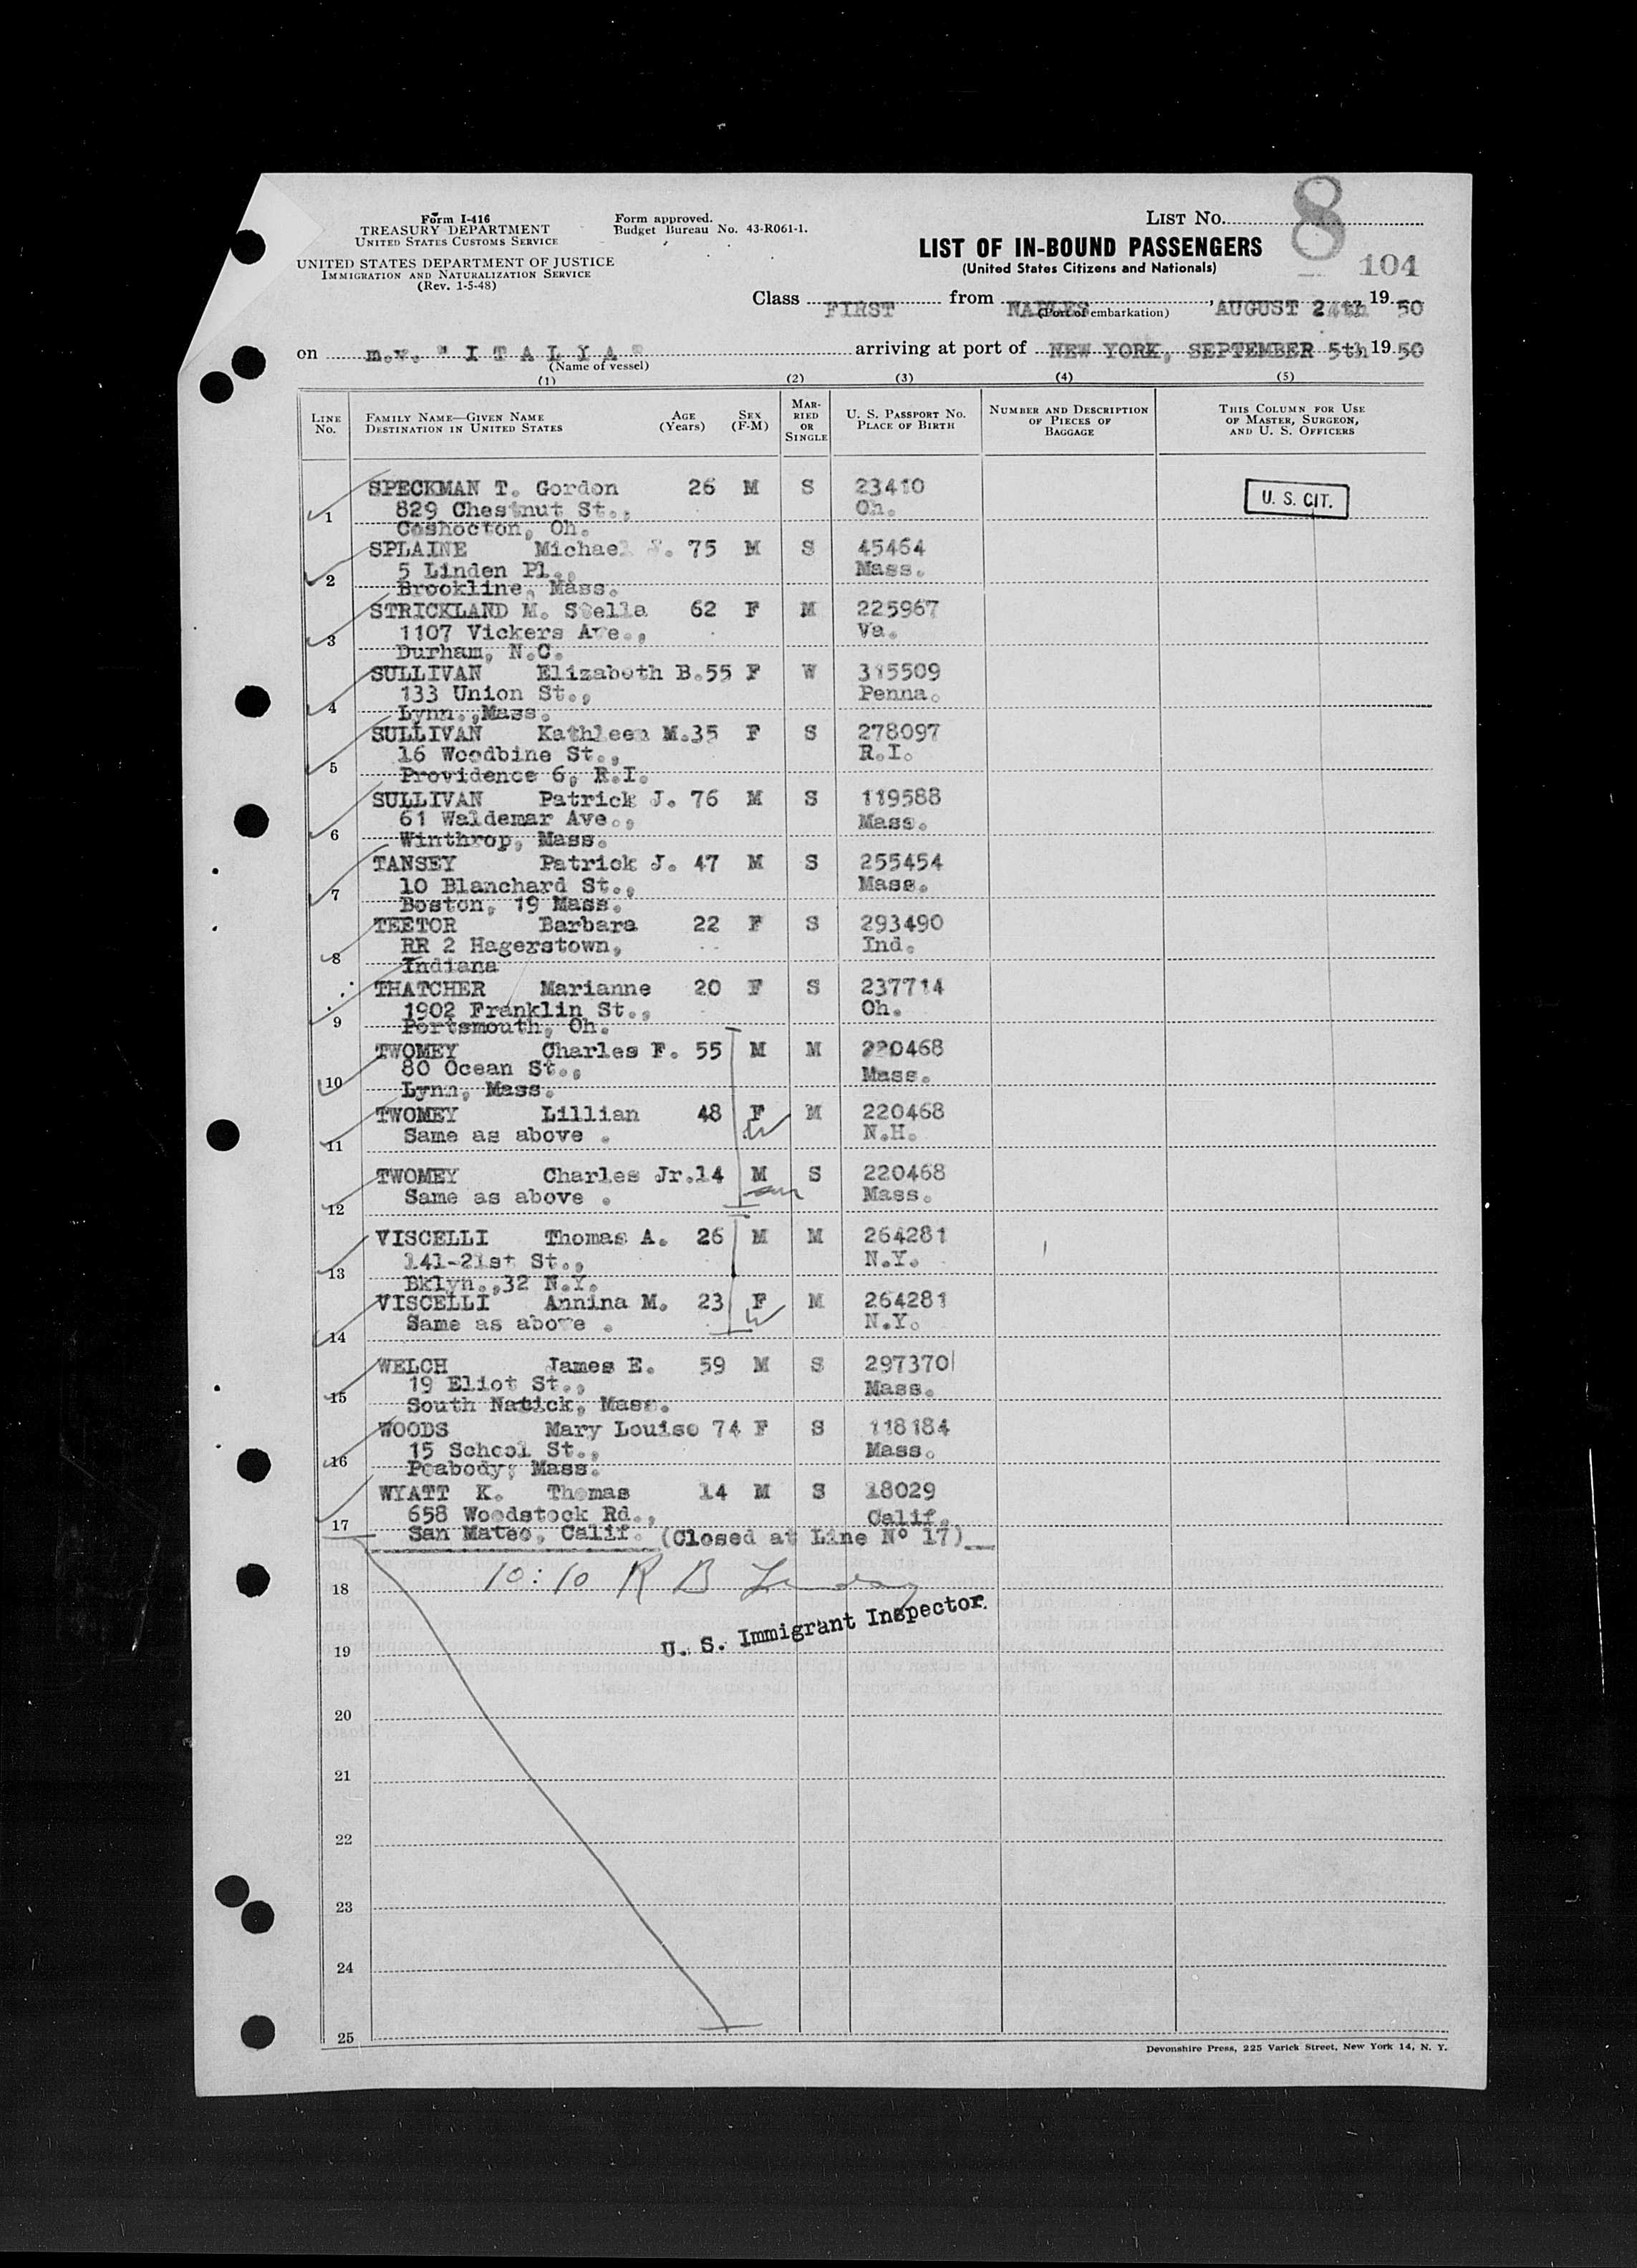 Form I-416
TREASURY DEPARTMENT
UNITED STATES CUSTOMS SERVICE
UNITED STATES DEPARTMENT OF JUSTICE
IMMIGRATION AND NATURALIZATION SERVICE
(Rev. 1-5-48)
Form approved.
Budget Bureau No. 43-R061-1.
LIST NO. 8
LIST OF IN-BOUND PASSENGERS
(United States Citizens and Nationals)
104
Class FIRST from NAPLES, AUGUST 24th 1950
(Port of embarkation)
on m.v. "ITALYA" arriving at port of NEW YORK, SEPTEMBER 5th 1950
(Name of vessel)
(1) (2) (3) (4) (5)
LINE NO. FAMILY NAME—GIVEN NAME DESTINATION IN UNITED STATES AGE (Years) SEX (F-M) MARRIED OR SINGLE U. S. PASSPORT NO. PLACE OF BIRTH NUMBER AND DESCRIPTION OF PIECES OF BAGGAGE THIS COLUMN FOR USE OF MASTER, SURGEON, AND U. S. OFFICERS
SPECKMAN T. Gordon 26 M S 23410 U. S. CIT.
829 Chestnut St., Oh.
1 Coshocton, Oh.
SPLAINE Michael 75 M S 45464
5 Linden Pl., Mass.
2 Brookline, Mass.
STRICKLAND M. Stella 62 F M 225967
1107 Vickers Ave., Va.
3 Durham, N.C.
SULLIVAN Elizabeth B. 55 F W 315509
133 Union St., Penna.
4 Lynn., Mass.
SULLIVAN Kathleen M. 35 F S 278097
16 Woodbine St., R.I.
5 Providence 6, R.I.
SULLIVAN Patrick J. 76 M S 119588
61 Waldemar Ave., Mass.
6 Winthrop, Mass.
TANSEY Patrick J. 47 M S 255454
10 Blanchard St., Mass.
7 Boston, 19 Mass.
TEETOR Barbara 22 F S 293490
RR 2 Hagerstown, Ind.
8 Indiana
THATCHER Marianne 20 F S 237714
1902 Franklin St., Oh.
9 Portsmouth, Oh.
TWOMEY Charles F. 55 M M 220468
80 Ocean St., Mass.
10 Lynn, Mass.
TWOMEY Lillian 48 F M 220468
Same as above . W N.H.
11
TWOMEY Charles Jr. 14 M S 220468
Same as above . son Mass.
12
VISCELLI Thomas A. 26 M M 264281
141-21st St., N.Y.
13 Bklyn., 32 N.Y.
VISCELLI Annina M. 23 F M 264281
Same as above . W N.Y.
14
WELCH James E. 59 M S 297370
19 Eliot St., Mass.
15 South Natick, Mass.
WOODS Mary Louise 74 F S 118184
15 School St., Mass.
16 Peabody, Mass.
WYATT K. Thomas 14 M S 18029
658 Woodstock Rd., Calif.
17 San Mateo, Calif. (Closed at Line Nº 17)
18 10:10 R B
U. S. Immigrant Inspector.
19
20
21
22
23
24
25
Devonshire Press, 225 Varick Street, New York 14, N. Y.